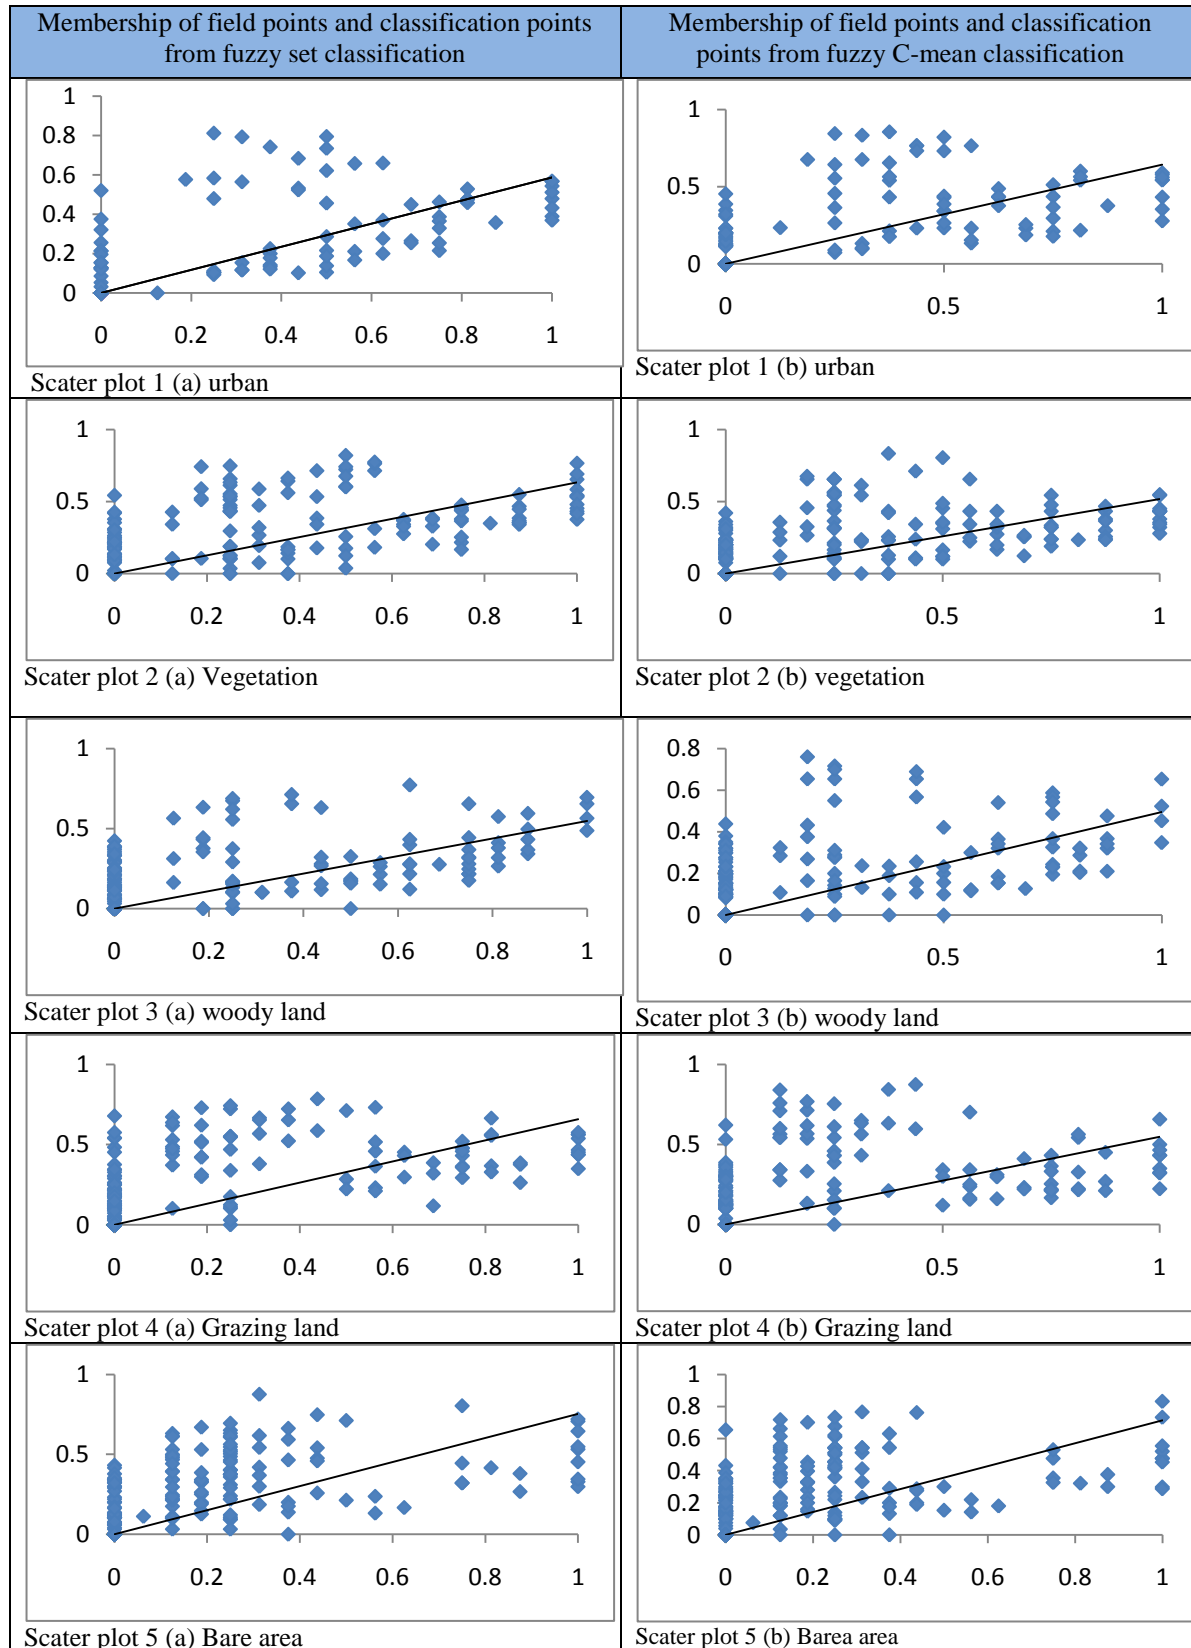 Membership of field points and classification points
from fuzzy set classification
Membership of field points and classification
points from fuzzy C-mean classification
1
0.8
0.6
0.4
0.2
0
0 0.2 0.4 0.6 0.8 1
Scater plot 1 (a) urban
1
0.5
0
0 0.5 1
Scater plot 1 (b) urban
1
0.5
0
0 0.2 0.4 0.6 0.8 1
Scater plot 2 (a) Vegetation
1
0.5
0
0 0.5 1
Scater plot 2 (b) vegetation
1
0.5
0
0 0.2 0.4 0.6 0.8 1
Scater plot 3 (a) woody land
0.8
0.6
0.4
0.2
0
0 0.5 1
Scater plot 3 (b) woody land
1
0.5
0
0 0.2 0.4 0.6 0.8 1
Scater plot 4 (a) Grazing land
1
0.5
0
0 0.5 1
Scater plot 4 (b) Grazing land
1
0.5
0
0 0.2 0.4 0.6 0.8 1
Scater plot 5 (a) Bare area
1
0.8
0.6
0.4
0.2
0
0 0.2 0.4 0.6 0.8 1
Scater plot 5 (b) Barea area